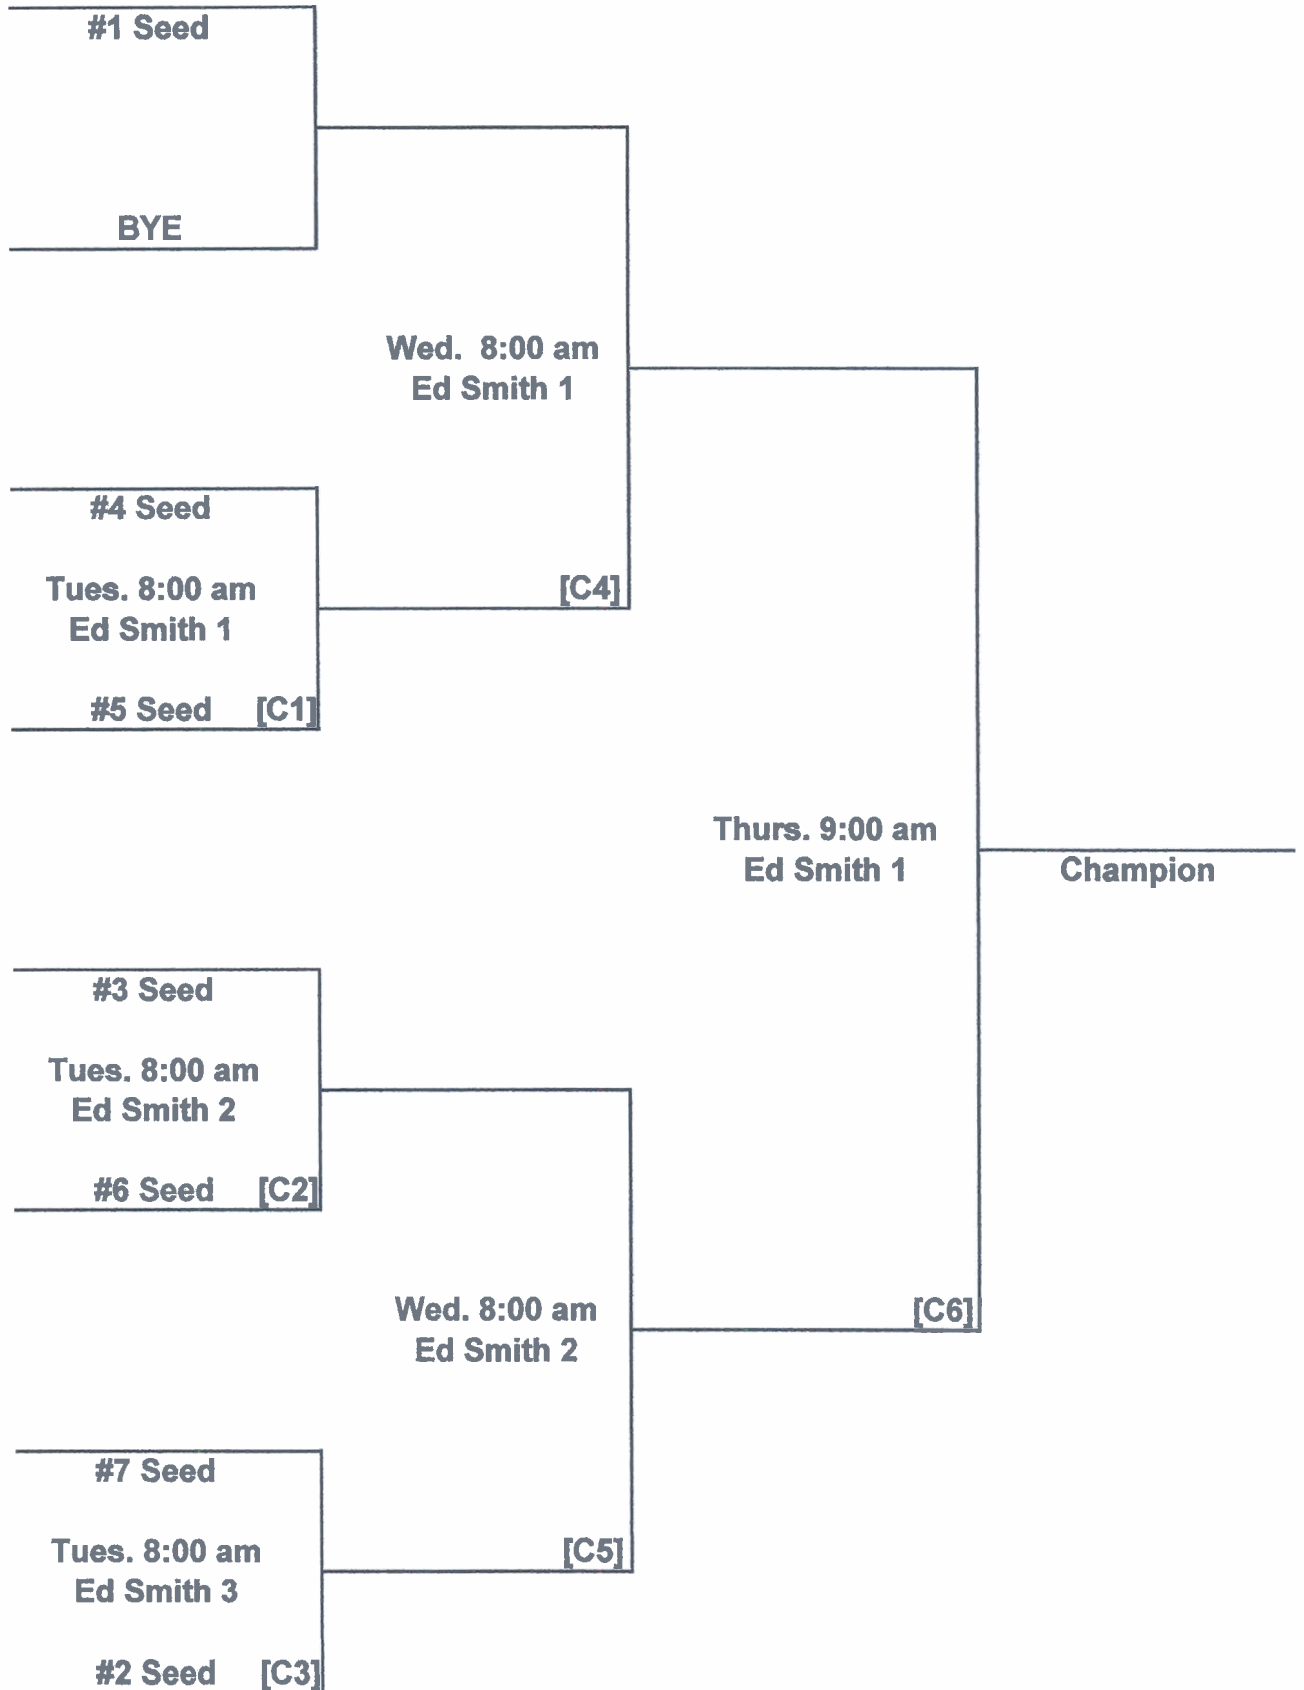 #1 Seed
BYE
Wed.  8:00 am
Ed Smith 1
#4 Seed
Tues. 8:00 am
Ed Smith 1
[C4]
#5 Seed [C1]
Thurs. 9:00 am
Ed Smith 1
Champion
#3 Seed
Tues. 8:00 am
Ed Smith 2
#6 Seed [C2]
Wed. 8:00 am
Ed Smith 2
[C6]
#7 Seed
Tues. 8:00 am
Ed Smith 3
[C5]
#2 Seed [C3]